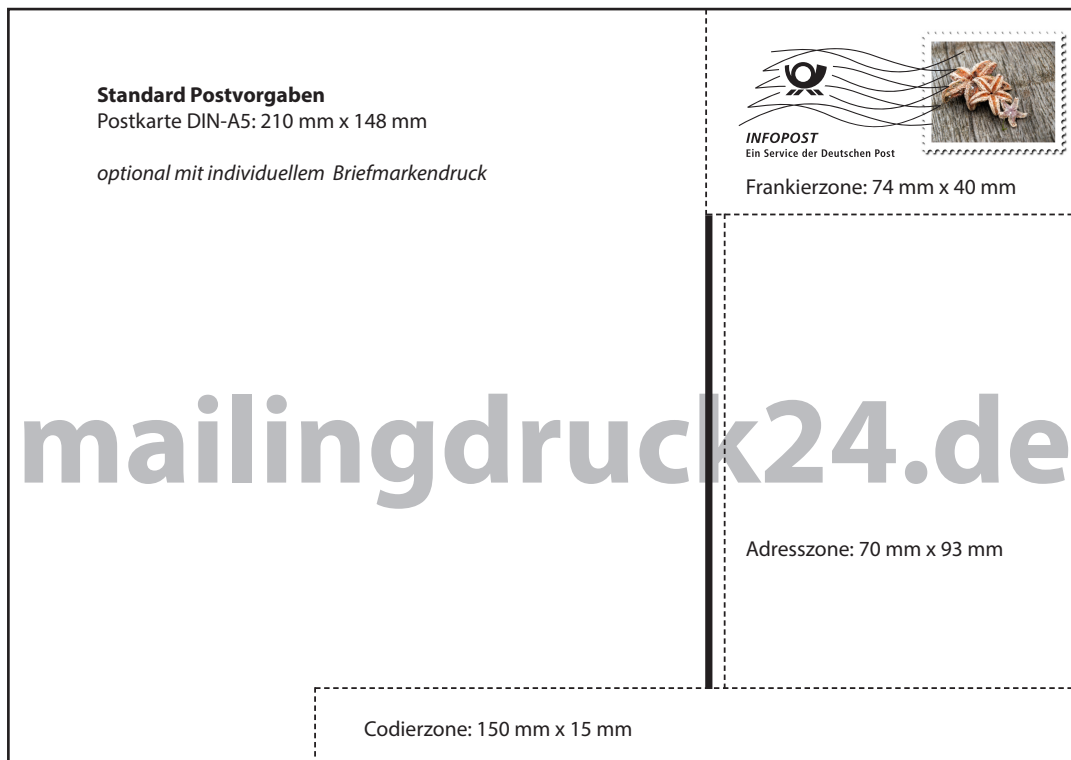 Standard Postvorgaben
Postkarte DIN-A5: 210 mm x 148 mm
optional mit individuellem Briefmarkendruck
INFOPOST
Ein Service der Deutschen Post
Frankierzone: 74 mm x 40 mm
mailingdruck24.de
Adresszone: 70 mm x 93 mm
Codierzone: 150 mm x 15 mm